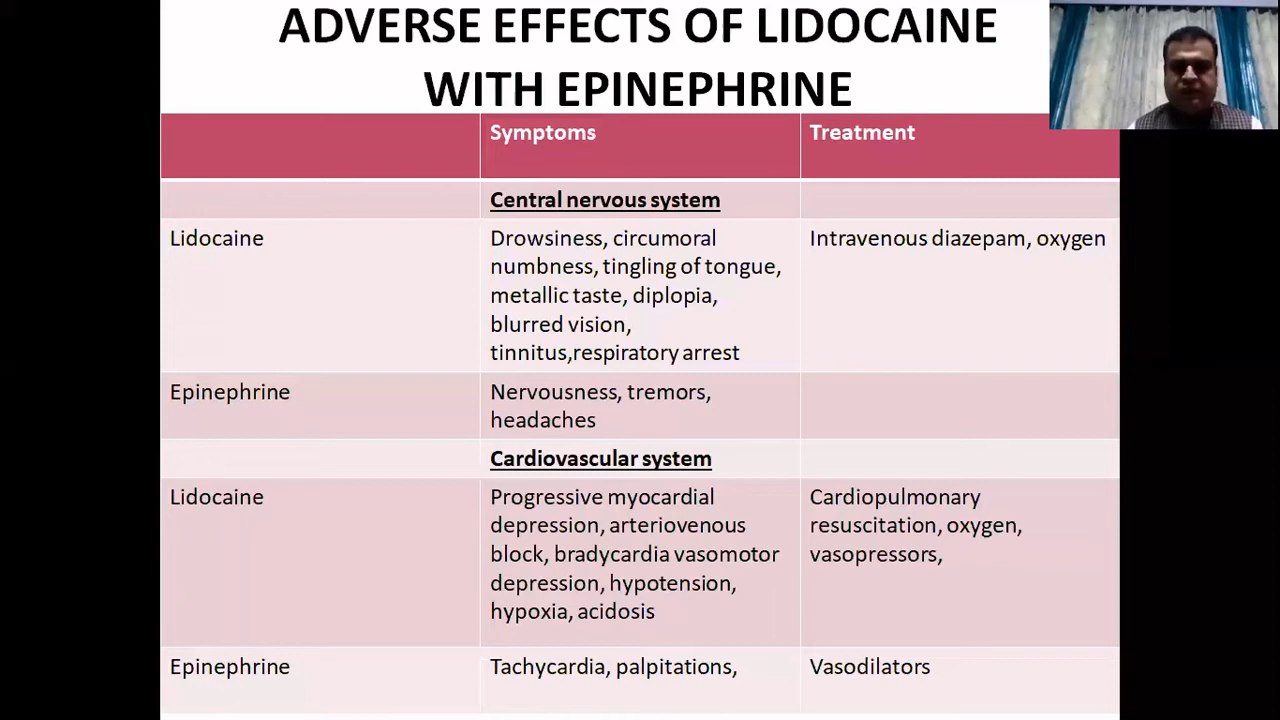 ADVERSE EFFECTS OF LIDOCAINE
WITH EPINEPHRINE
Symptoms
Treatment
Central nervous system
Lidocaine
Drowsiness, circumoral
numbness, tingling of tongue,
metallic taste, diplopia,
blurred vision,
tinnitus,respiratory arrest
Intravenous diazepam, oxygen
Epinephrine
Nervousness, tremors,
headaches
Cardiovascular system
Lidocaine
Progressive myocardial
depression, arteriovenous
block, bradycardia vasomotor
depression, hypotension,
hypoxia, acidosis
Cardiopulmonary
resuscitation, oxygen,
vasopressors,
Epinephrine
Tachycardia, palpitations,
Vasodilators